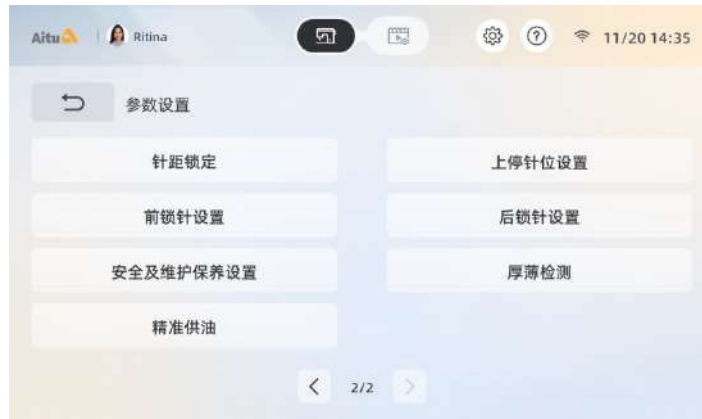 Aitu Ritina 11/20 14:35
参数设置
针距锁定 上停针位设置
前锁针设置 后锁针设置
安全及维护保养设置 厚薄检测
精准供油
2/2